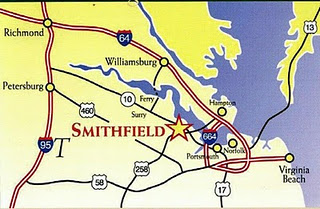 13
Richmond
64
Williamsburg
Petersburg
460
10
Ferry
Surry
Hampton
SMITHFIELD
664
95
T
Norfolk
Portsmouth
Virginia
Beach
258
58
17